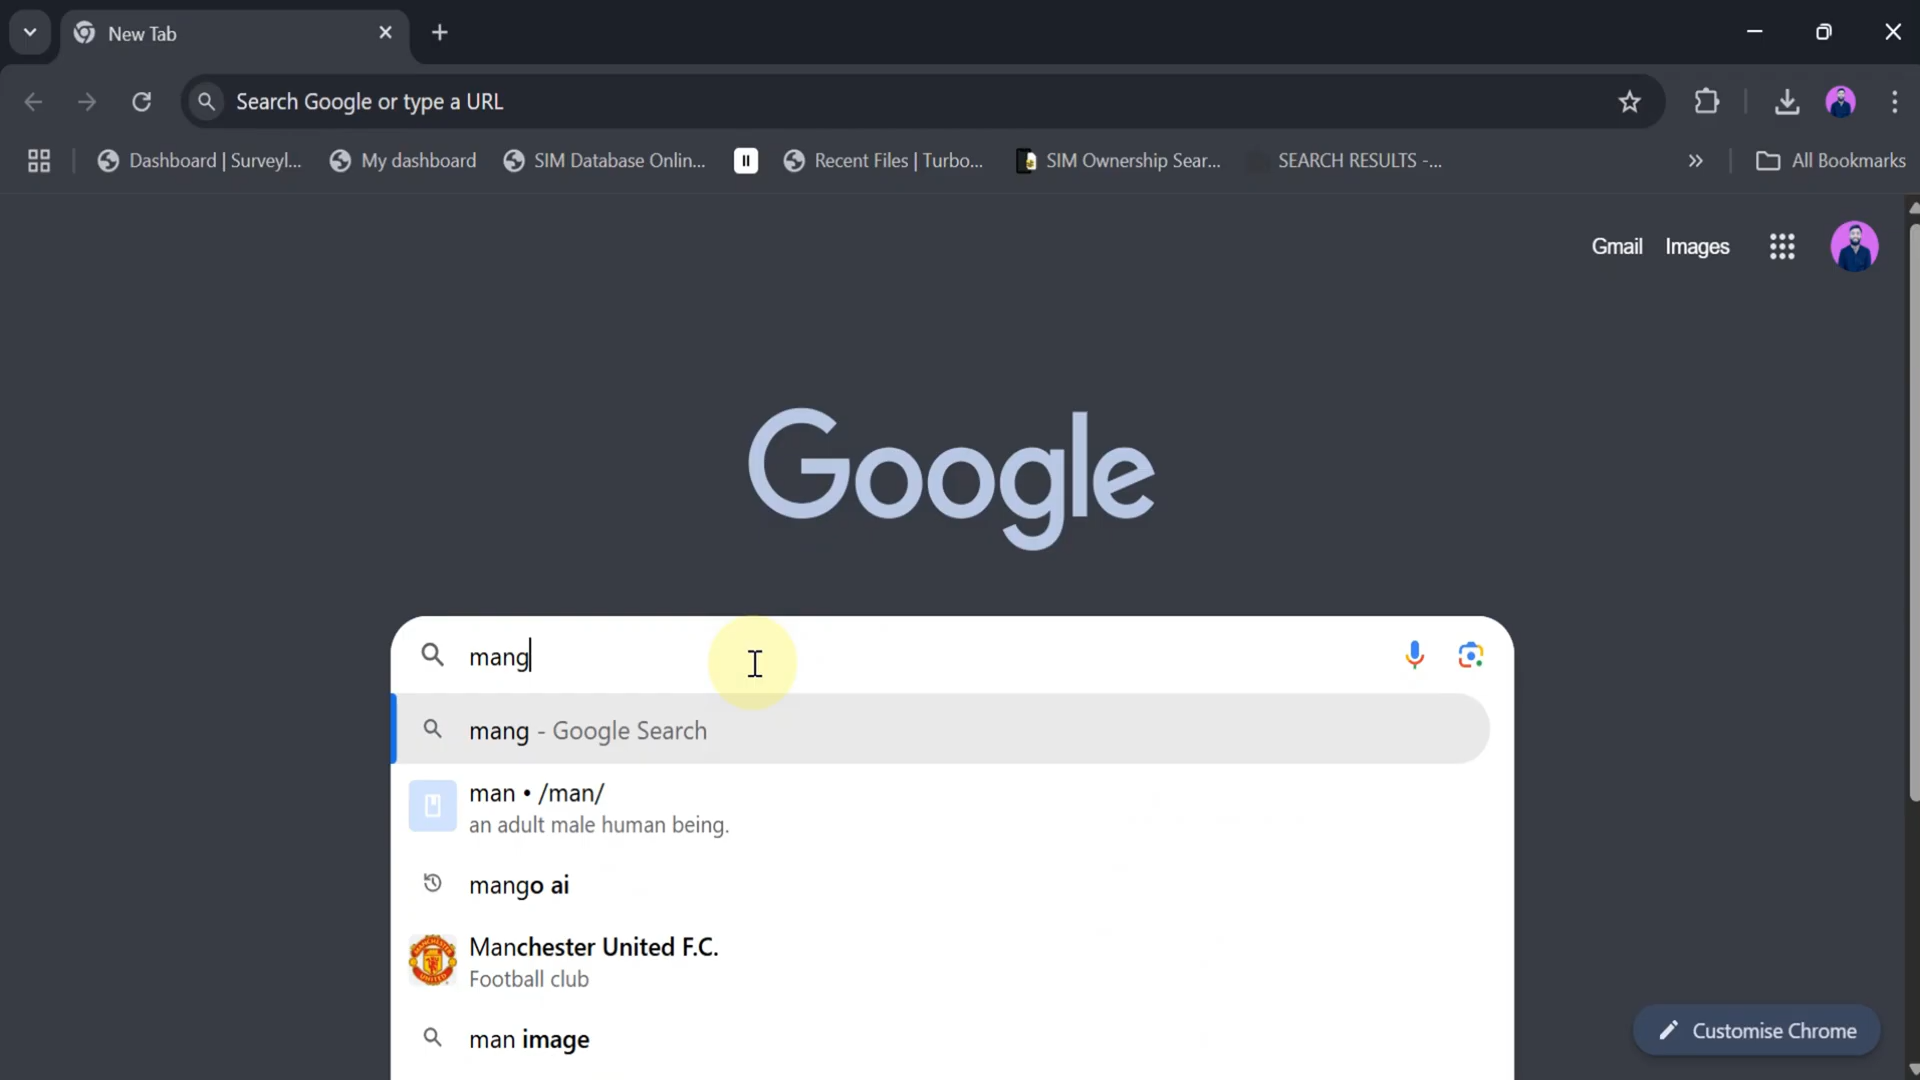 New Tab
Search Google or type a URL
Dashboard | Surveyl... My dashboard SIM Database Onlin... Recent Files | Turbo... SIM Ownership Sear... SEARCH RESULTS -... All Bookmarks
Gmail Images
Google
mang
mang - Google Search
man • /man/
an adult male human being.
mango ai
Manchester United F.C.
Football club
man image
Customise Chrome